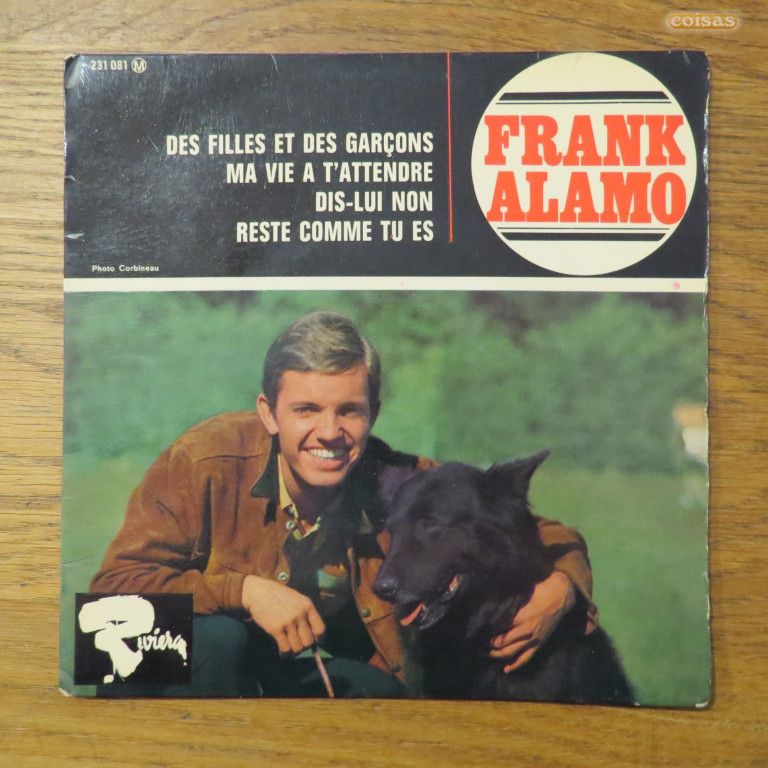 coisas
231 081 M
DES FILLES ET DES GARÇONS
MA VIE A T'ATTENDRE
DIS-LUI NON
RESTE COMME TU ES
FRANK
ALAMO
Photo Corbineau
Riviera